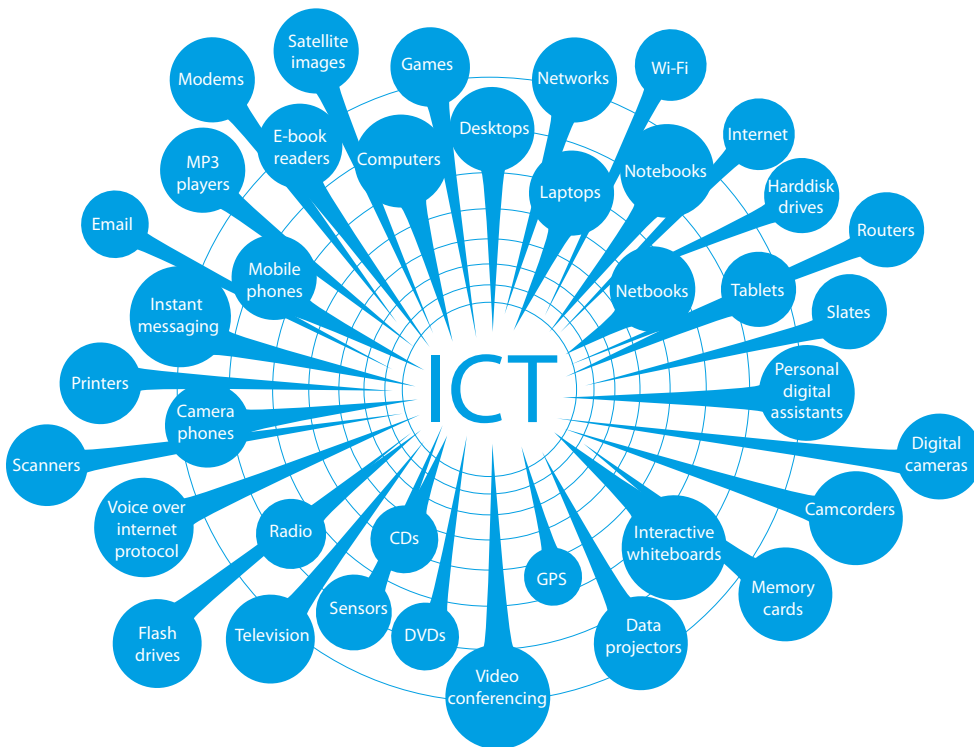 Satellite
images
Games
Networks
Wi-Fi
Modems
Desktops
Internet
E-book
readers
Computers
Notebooks
MP3
players
Laptops
Harddisk
drives
Email
Routers
Mobile
phones
Netbooks
Tablets
Instant
messaging
Slates
ICT
Printers
Personal
digital
assistants
Camera
phones
Scanners
Digital
cameras
Voice over
internet
protocol
Radio
CDs
Interactive
whiteboards
Camcorders
GPS
Memory
cards
Sensors
Flash
drives
Television
DVDs
Data
projectors
Video
conferencing